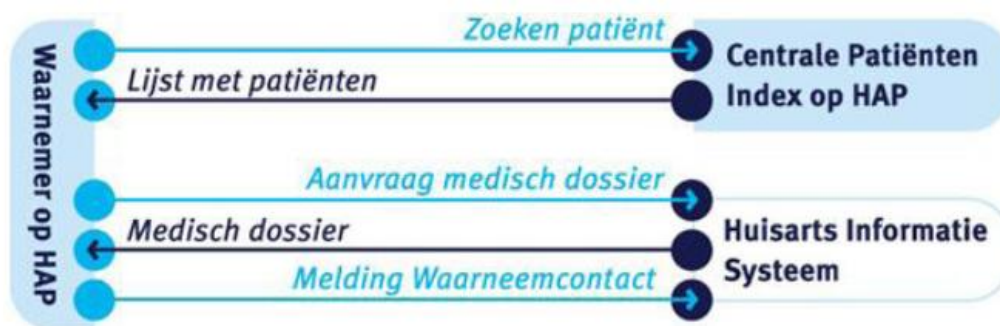 Waarnemer op HAP
Zoeken patiënt
Lijst met patiënten
Centrale Patiënten
Index op HAP
Aanvraag medisch dossier
Medisch dossier
Melding Waarneemcontact
Huisarts Informatie
Systeem